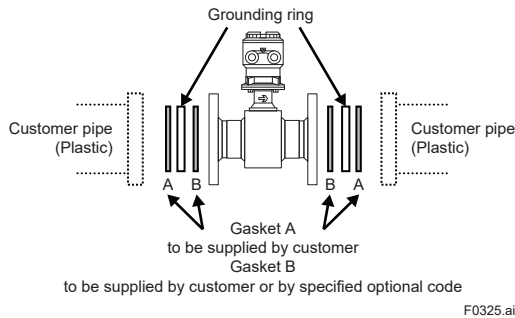 Grounding ring
Customer pipe
(Plastic)
Customer pipe
(Plastic)
A B B A
Gasket A
to be supplied by customer
Gasket B
to be supplied by customer or by specified optional code
F0325.ai